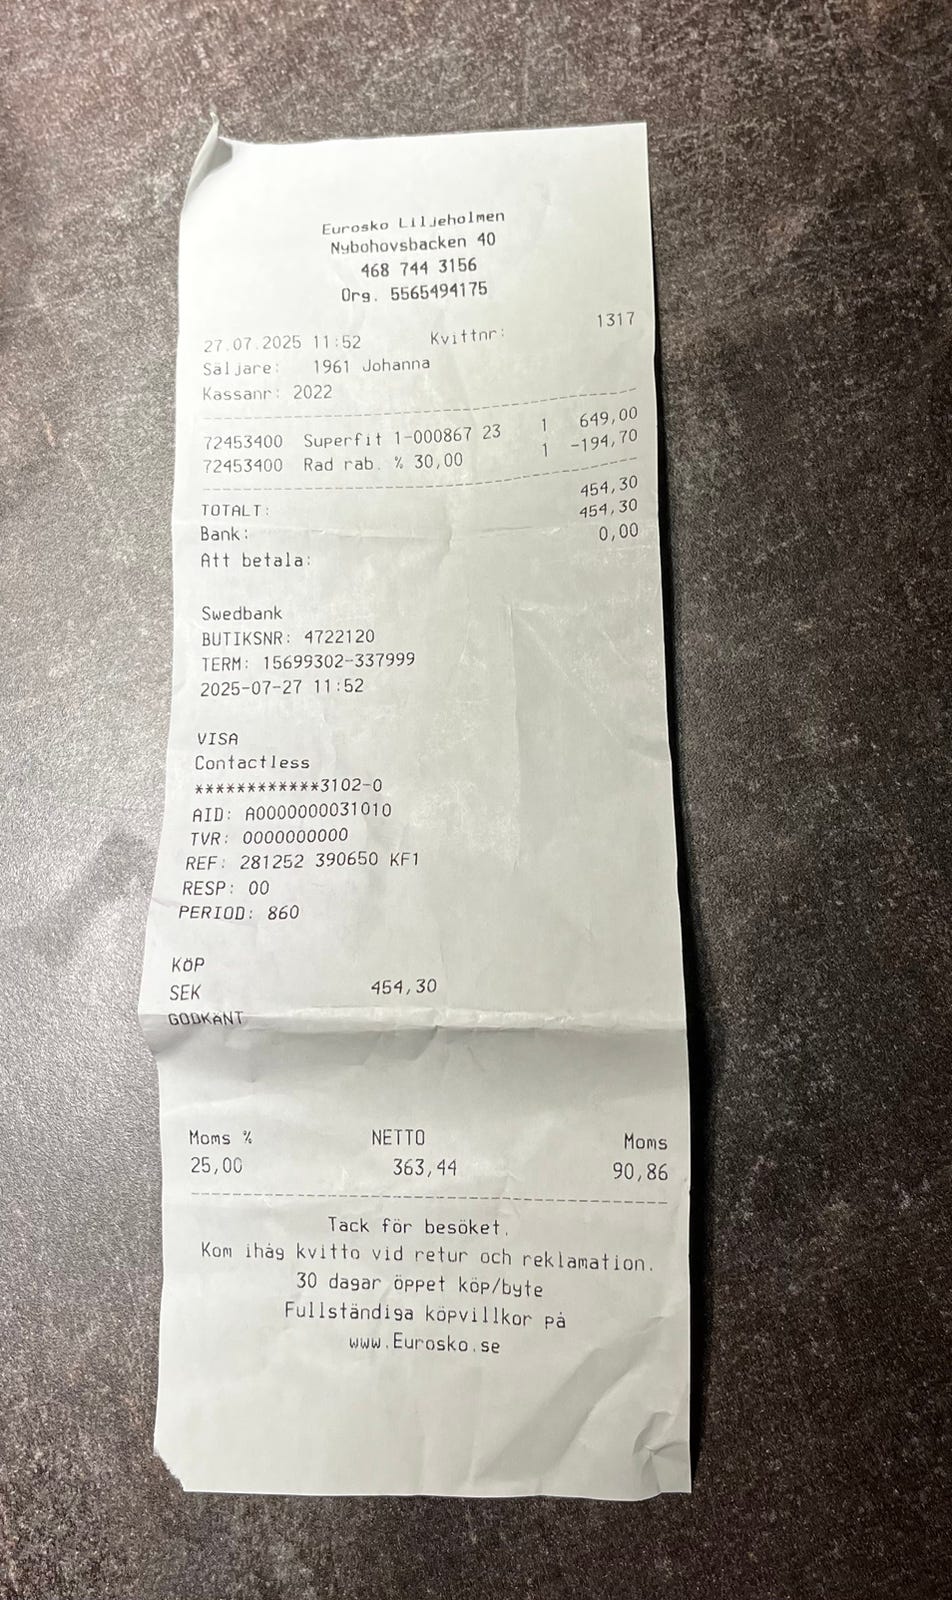 Eurosko Liljeholmen
Nybohovsbacken 40
468 744 3156
Org. 5565494175
27.07.2025 11:52 Kvittnr: 1317
Säljare: 1961 Johanna
Kassanr: 2022
72453400 Superfit 1-000867 23 1 649,00
72453400 Rad rab. % 30,00 1 -194,70
TOTALT: 454,30
Bank: 454,30
Att betala: 0,00
Swedbank
BUTIKSNR: 4722120
TERM: 15699302-337999
2025-07-27 11:52
VISA
Contactless
************3102-0
AID: A0000000031010
TVR: 0000000000
REF: 281252 390650 KF1
RESP: 00
PERIOD: 860
KÖP
SEK 454,30
GODKÄNT
Moms % NETTO Moms
25,00 363,44 90,86
Tack för besöket.
Kom ihåg kvitto vid retur och reklamation.
30 dagar öppet köp/byte
Fullständiga köpvillkor på
www.Eurosko.se